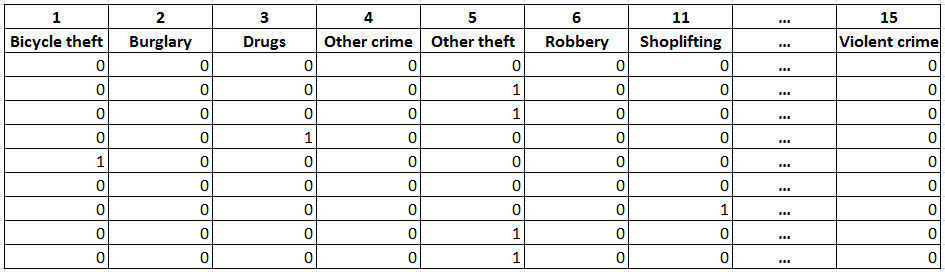 1 2 3 4 5 6 11 ... 15
Bicycle theft Burglary Drugs Other crime Other theft Robbery Shoplifting ... Violent crime
0 0 0 0 0 0 0 ... 0
0 0 0 0 1 0 0 ... 0
0 0 0 0 1 0 0 ... 0
0 0 1 0 0 0 0 ... 0
1 0 0 0 0 0 0 ... 0
0 0 0 0 0 0 0 ... 0
0 0 0 0 0 0 1 ... 0
0 0 0 0 1 0 0 ... 0
0 0 0 0 1 0 0 ... 0